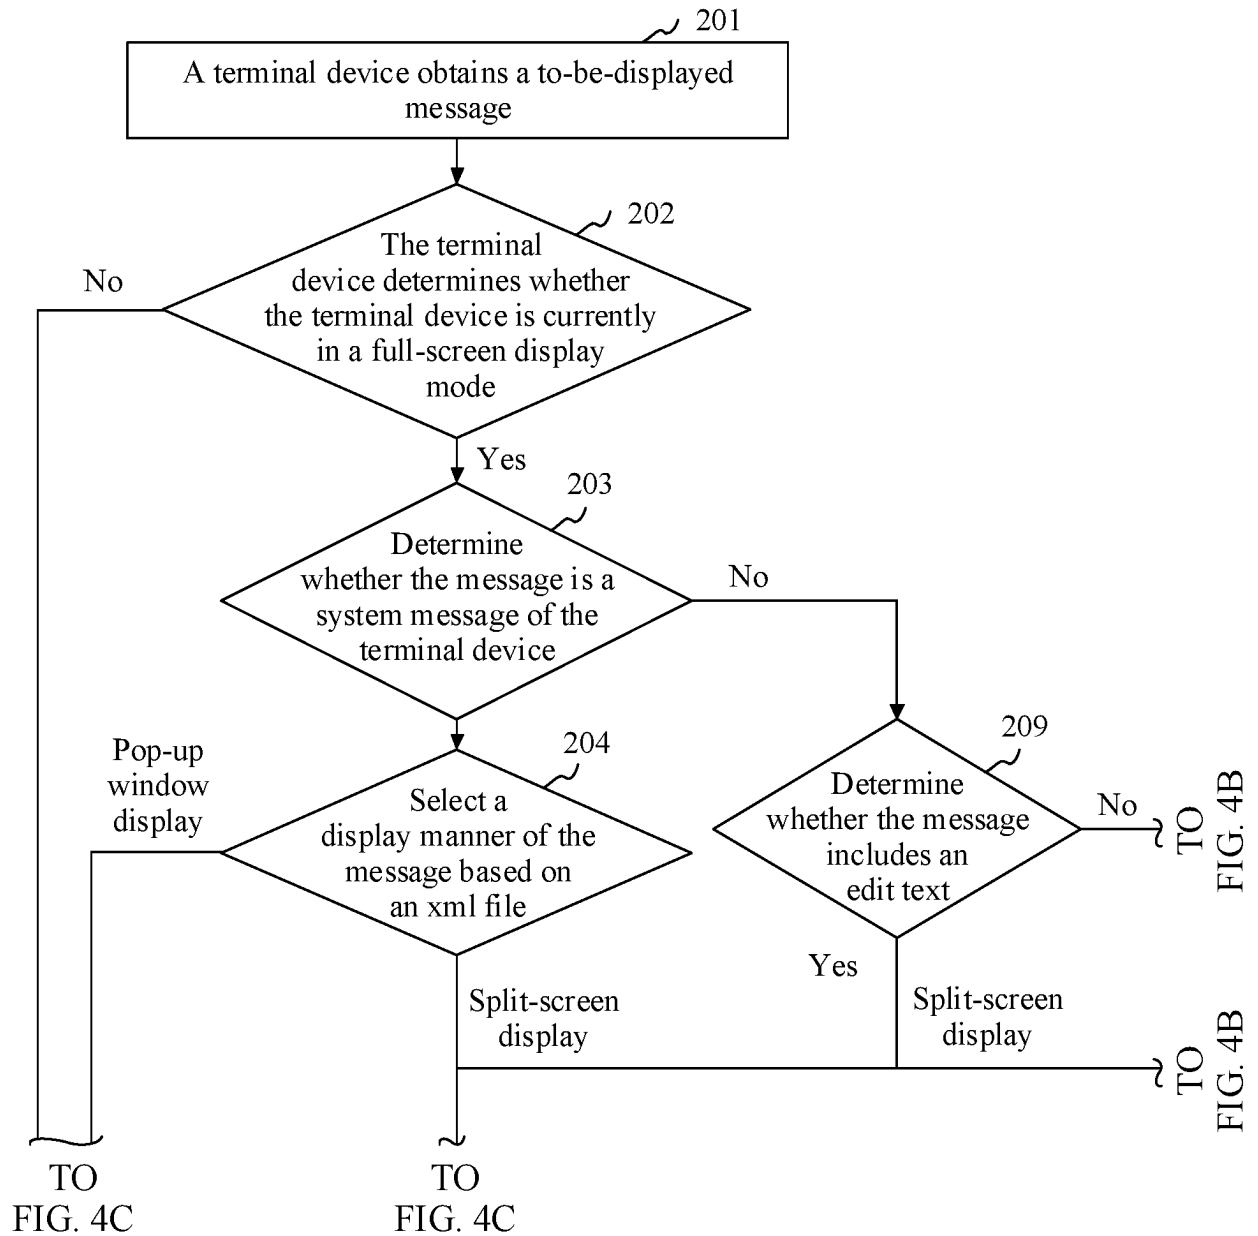 201
A terminal device obtains a to-be-displayed
message
202
The terminal
device determines whether
the terminal device is currently
in a full-screen display
mode
No
Yes
203
Determine
whether the message is a
system message of the
terminal device
No
Pop-up
window
display
204
Select a
display manner of the
message based on
an xml file
209
Determine
whether the message
includes an
edit text
No
TO
FIG. 4B
Yes
Split-screen
display
Split-screen
display
TO
FIG. 4B
TO
FIG. 4C
TO
FIG. 4C